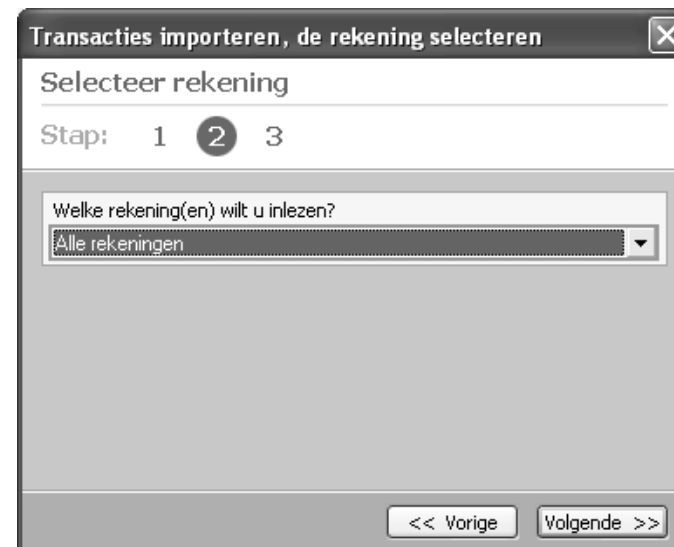 Transacties importeren, de rekening selecteren
Selecteer rekening
Stap: 1 2 3
Welke rekening(en) wilt u inlezen?
Alle rekeningen
<< Vorige Volgende >>